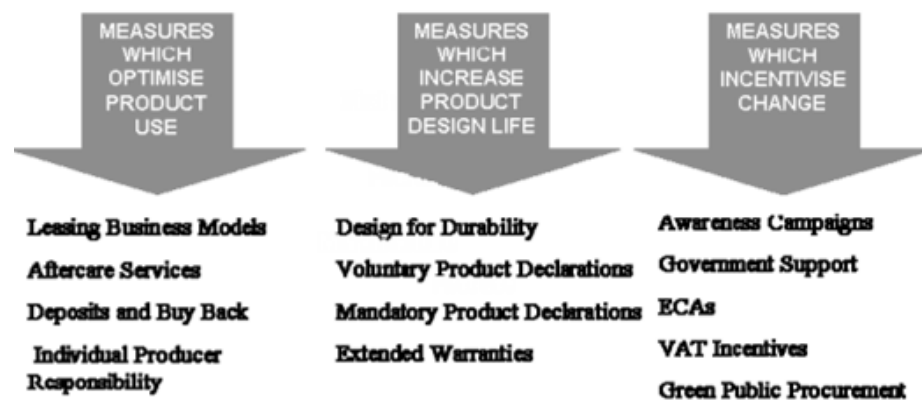 MEASURES
WHICH
OPTIMISE
PRODUCT
USE
Leasing Business Models
Aftercare Services
Deposits and Buy Back
Individual Producer
Responsibility
MEASURES
WHICH
INCREASE
PRODUCT
DESIGN LIFE
Design for Durability
Voluntary Product Declarations
Mandatory Product Declarations
Extended Warranties
MEASURES
WHICH
INCENTIVISE
CHANGE
Awareness Campaigns
Government Support
ECAs
VAT Incentives
Green Public Procurement